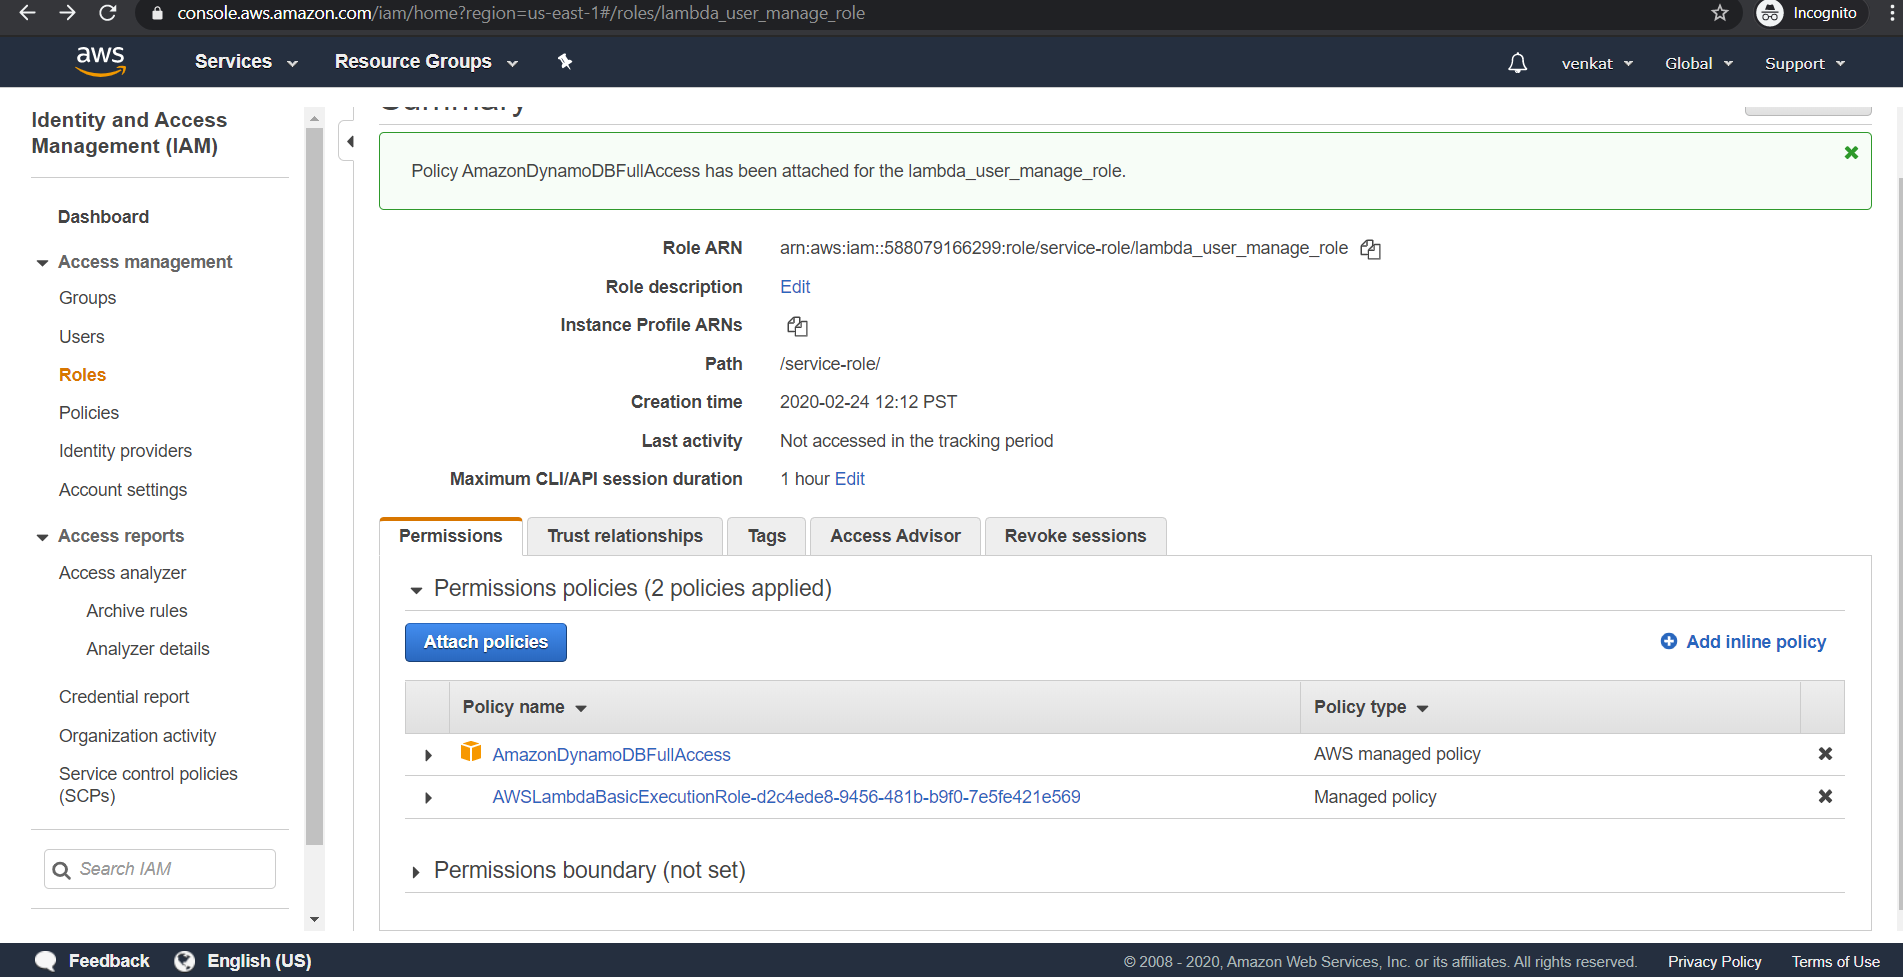 console.aws.amazon.com/iam/home?region=us-east-1#/roles/lambda_user_manage_role
Incognito
aws
Services
Resource Groups
venkat
Global
Support
Identity and Access
Management (IAM)
Dashboard
Access management
Groups
Users
Roles
Policies
Identity providers
Account settings
Access reports
Access analyzer
Archive rules
Analyzer details
Credential report
Organization activity
Service control policies
(SCPs)
Search IAM
Summary
Policy AmazonDynamoDBFullAccess has been attached for the lambda_user_manage_role.
Role ARN arn:aws:iam::588079166299:role/service-role/lambda_user_manage_role
Role description Edit
Instance Profile ARNs
Path /service-role/
Creation time 2020-02-24 12:12 PST
Last activity Not accessed in the tracking period
Maximum CLI/API session duration 1 hour Edit
Permissions
Trust relationships
Tags
Access Advisor
Revoke sessions
Permissions policies (2 policies applied)
Attach policies
Add inline policy
Policy name Policy type
AmazonDynamoDBFullAccess AWS managed policy
AWSLambdaBasicExecutionRole-d2c4ede8-9456-481b-b9f0-7e5fe421e569 Managed policy
Permissions boundary (not set)
Feedback
English (US)
© 2008 - 2020, Amazon Web Services, Inc. or its affiliates. All rights reserved.
Privacy Policy
Terms of Use